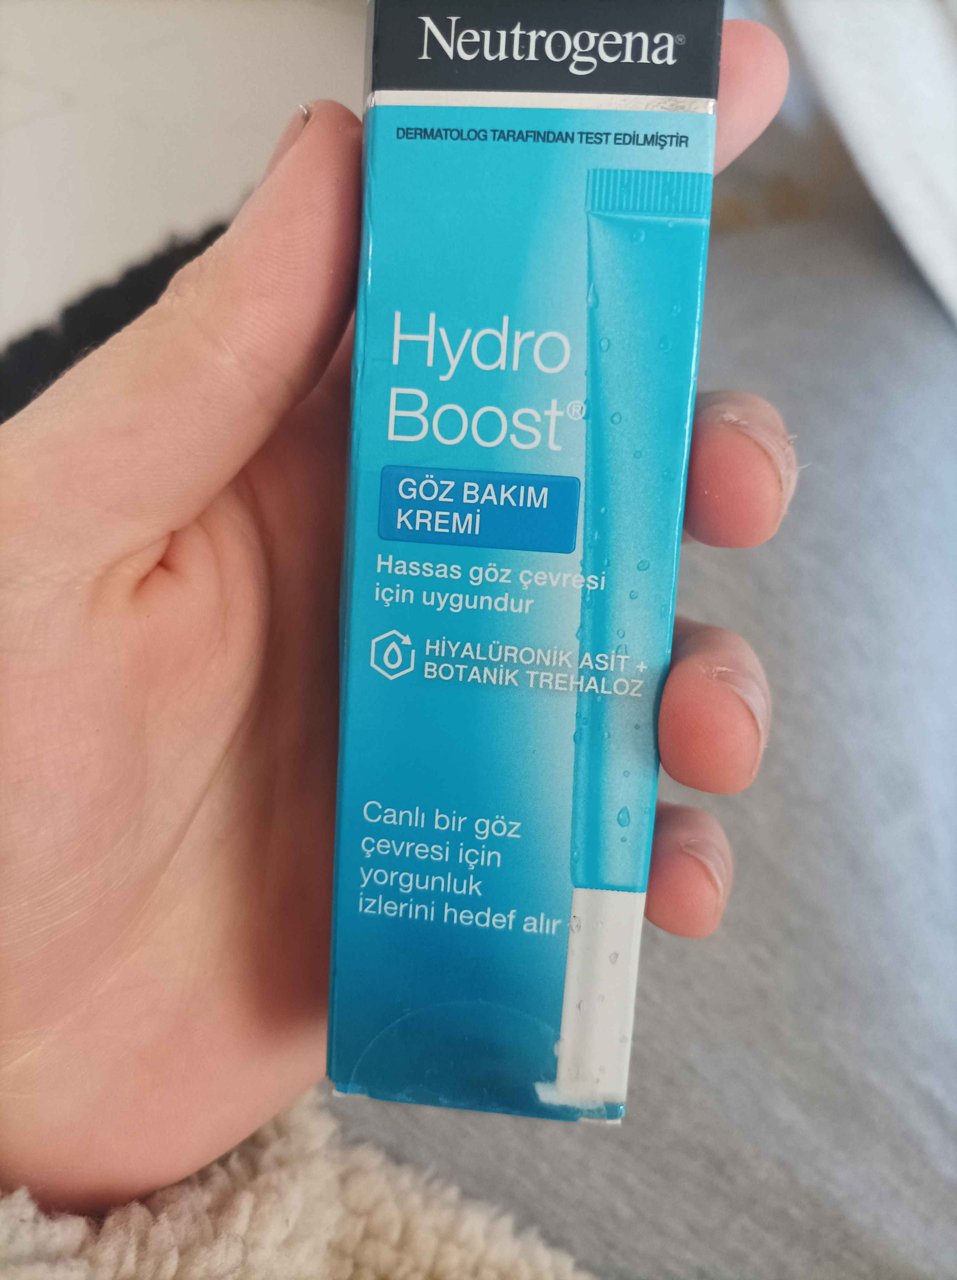 Neutrogena®
DERMATOLOG TARAFINDAN TEST EDİLMİŞTİR
Hydro
Boost®
GÖZ BAKIM
KREMİ
Hassas göz çevresi
için uygundur
HİYALÜRONİK ASİT +
BOTANİK TREHALOZ
Canlı bir göz
çevresi için
yorgunluk
izlerini hedef alır